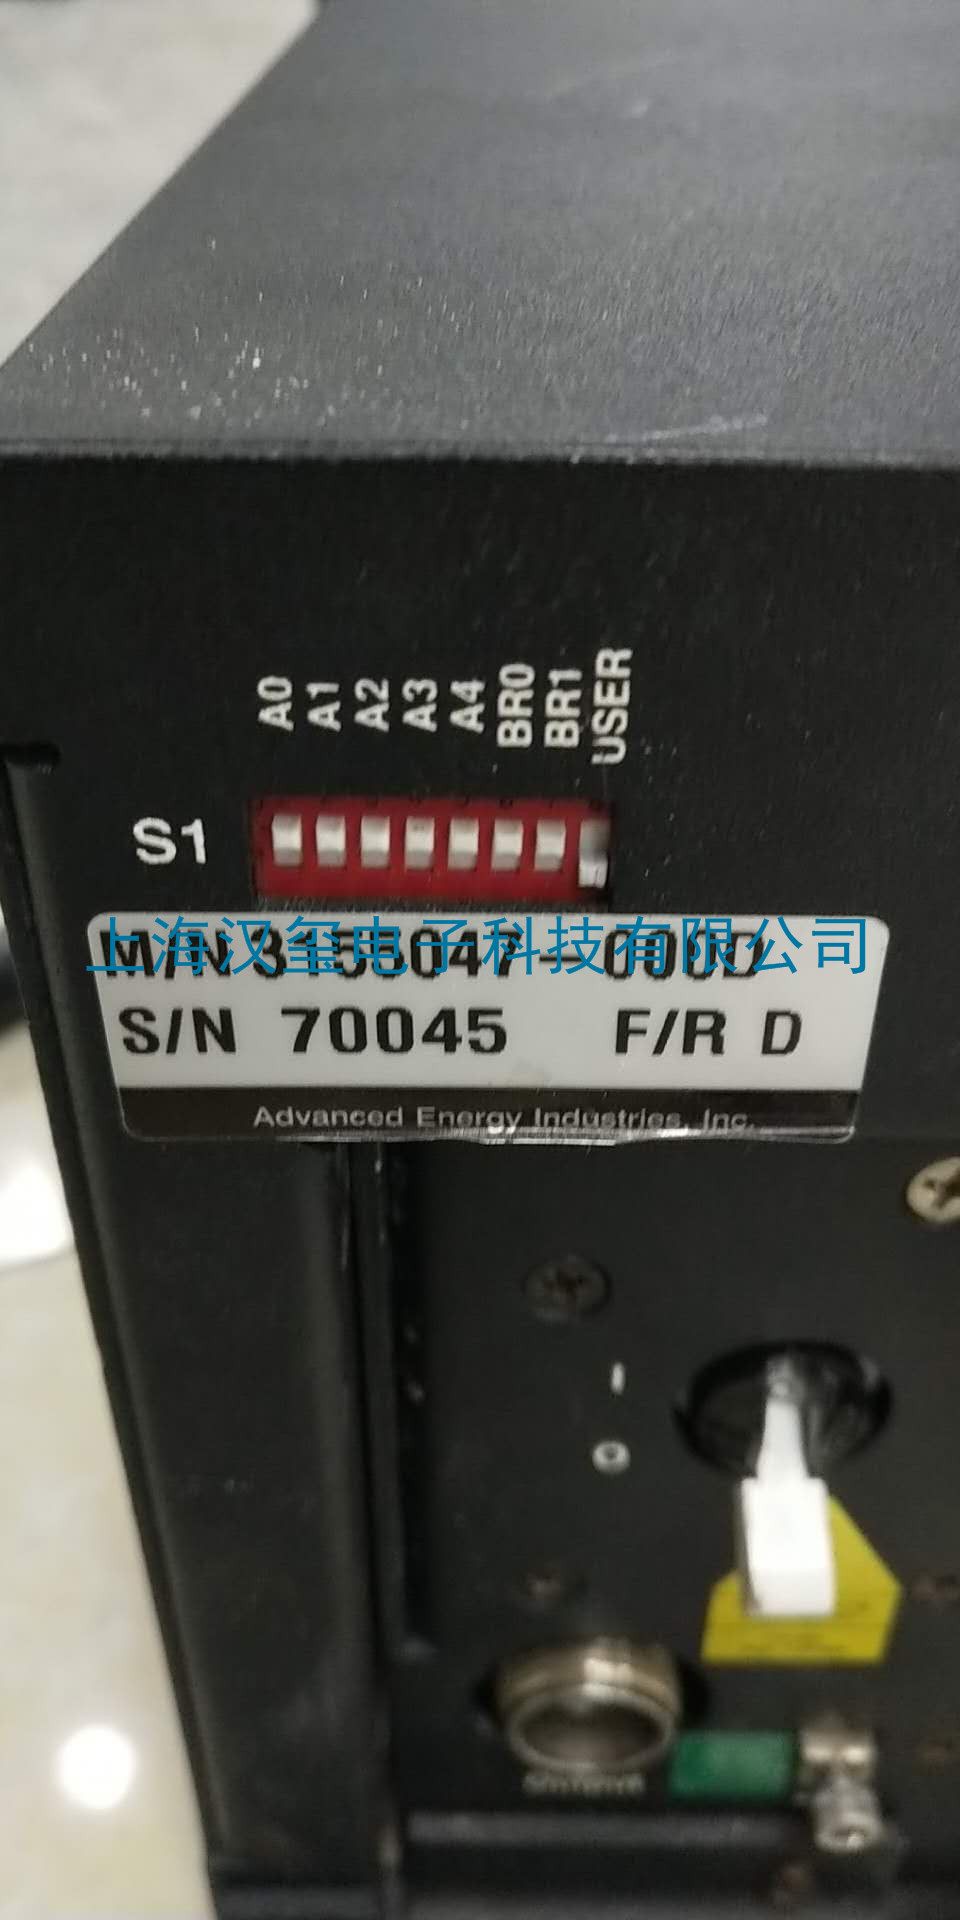 A0 A1 A2 A3 A4 BR0 BR1 USER
S1
上海汉玺电子科技有限公司
M/N
S/N 70045 F/R D
Advanced Energy Industries, Inc.
I
O